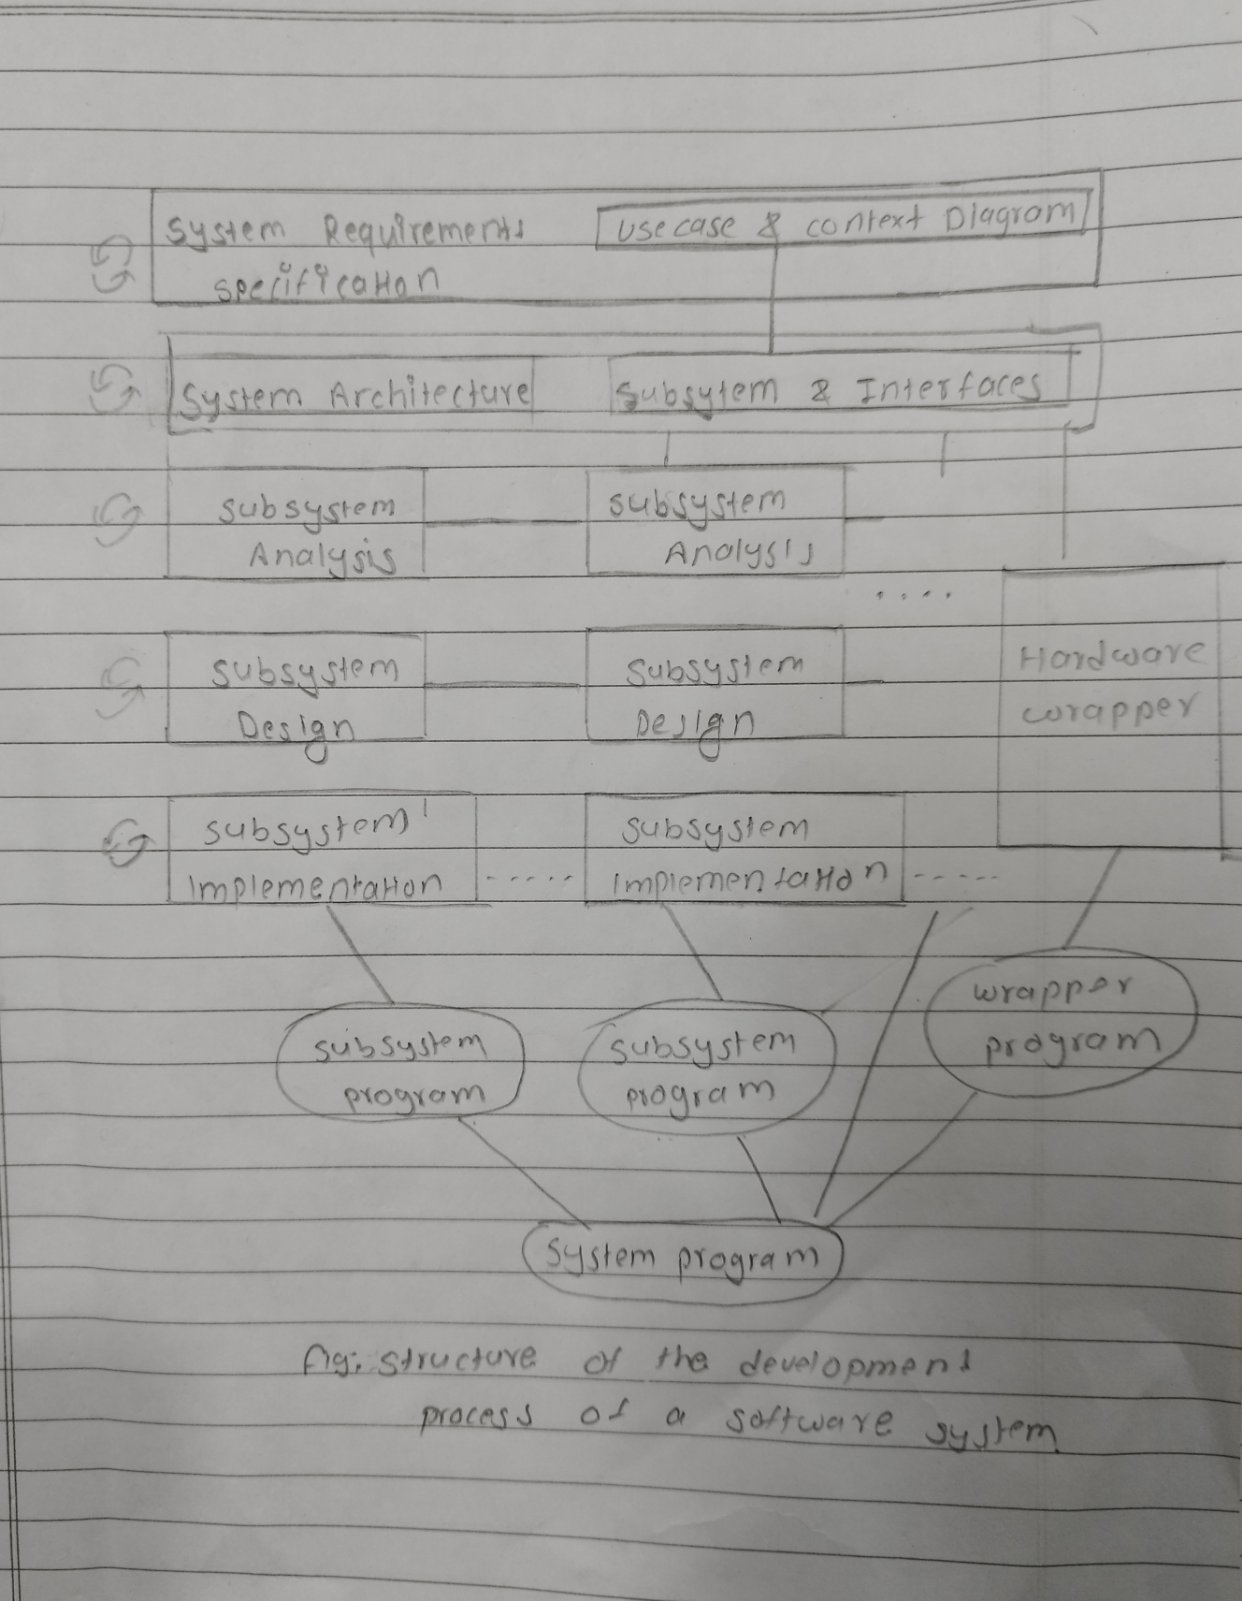 System Requirements
specification
Use case & context Diagram
System Architecture
Subsytem & Interfaces
Subsystem
Analysis
Subsystem
Analysis
....
Hardware
wrapper
Subsystem
Design
Subsystem
Design
Subsystem
Implementation
.....
Subsystem
Implementation
.....
subsystem
program
subsystem
program
wrapper
program
System program
fig: structure of the development
process of a software system